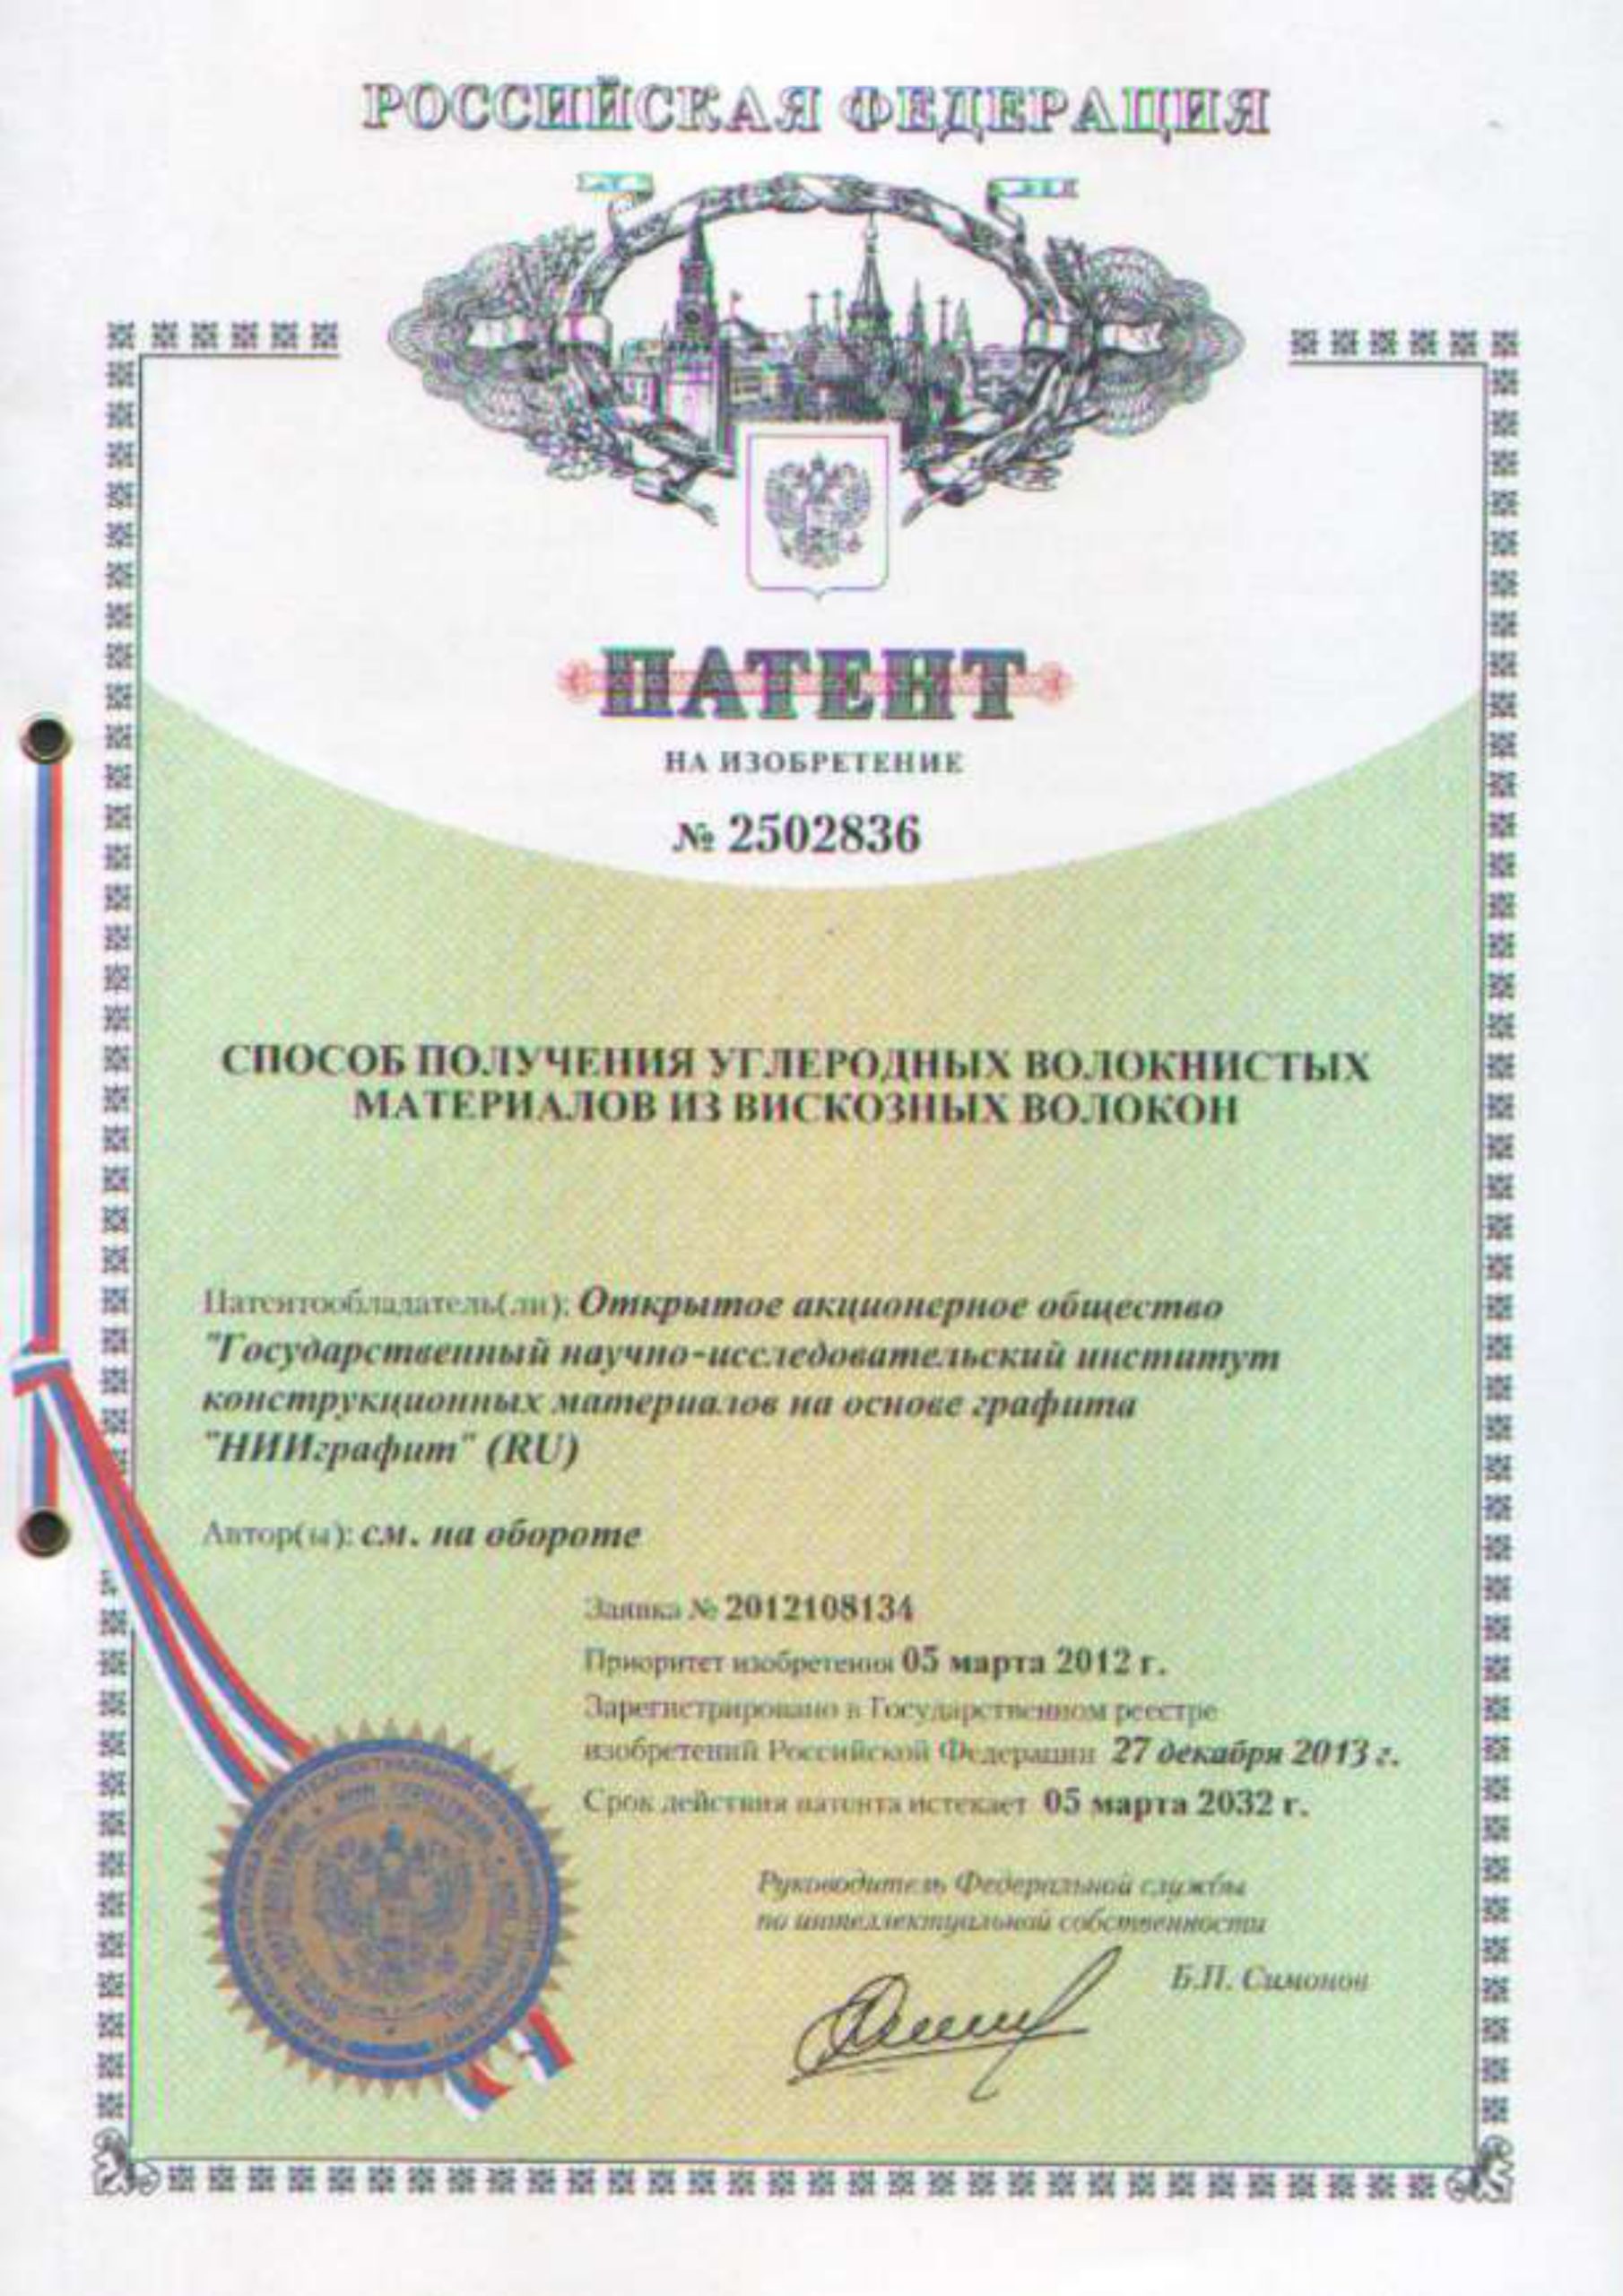 РОССИЙСКАЯ ФЕДЕРАЦИЯ
ПАТЕНТ
НА ИЗОБРЕТЕНИЕ
№ 2502836
СПОСОБ ПОЛУЧЕНИЯ УГЛЕРОДНЫХ ВОЛОКНИСТЫХ
МАТЕРИАЛОВ ИЗ ВИСКОЗНЫХ ВОЛОКОН
Патентообладатель(ли): Открытое акционерное общество
"Государственный научно-исследовательский институт
конструкционных материалов на основе графита
"НИИграфит" (RU)
Автор(ы): см. на обороте
Заявка № 2012108134
Приоритет изобретения 05 марта 2012 г.
Зарегистрировано в Государственном реестре
изобретений Российской Федерации 27 декабря 2013 г.
Срок действия патента истекает 05 марта 2032 г.
Руководитель Федеральной службы
по интеллектуальной собственности
Б.П. Симонов